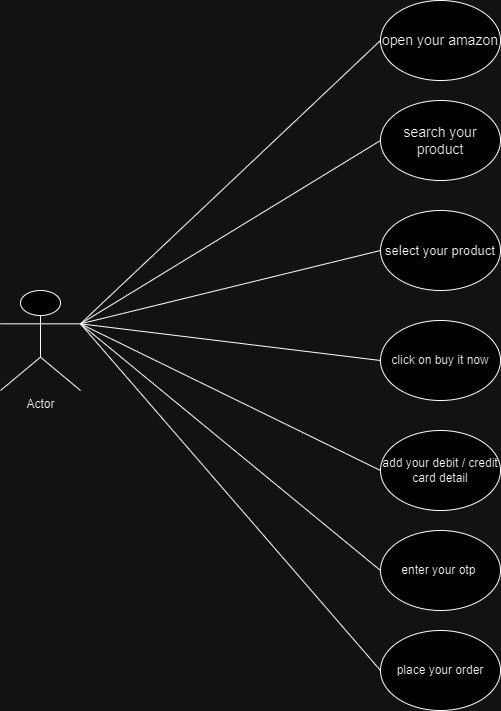 open your amazon
search your
product
select your product
click on buy it now
Actor
add your debit / credit
card detail
enter your otp
place your order